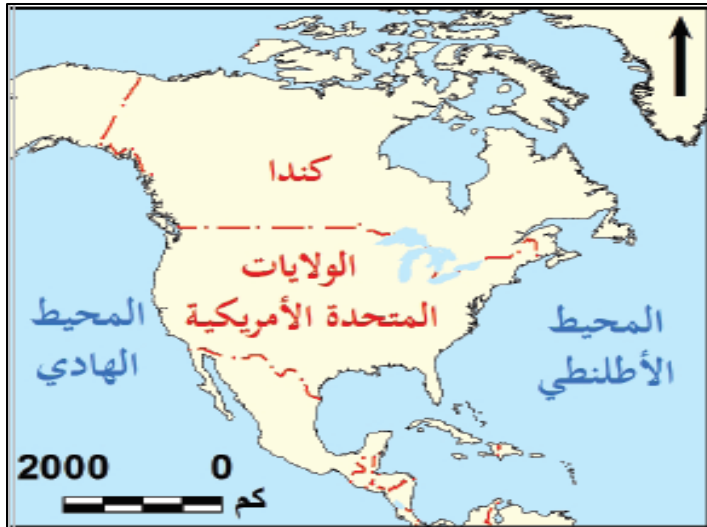 كندا
الولايات
المتحدة الأمريكية
المحيط
الهادي
المحيط
الأطلنطي
2000 0
كم